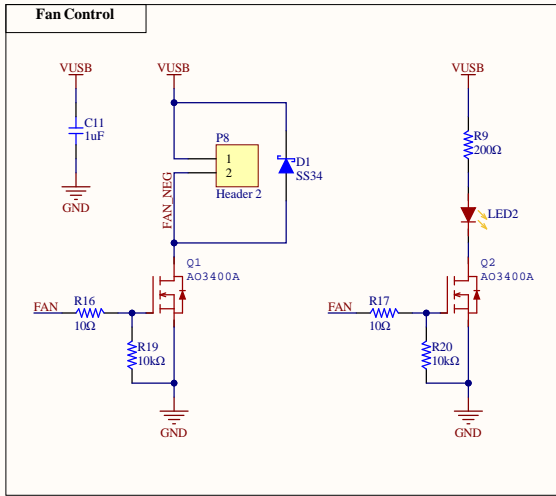 Fan Control
VUSB
VUSB
VUSB
C11
1uF
GND
P8
1
2
Header 2
FAN_NEG
D1
SS34
R9
200Ω
LED2
Q1
AO3400A
Q2
AO3400A
FAN
R16
10Ω
R19
10kΩ
GND
FAN
R17
10Ω
R20
10kΩ
GND